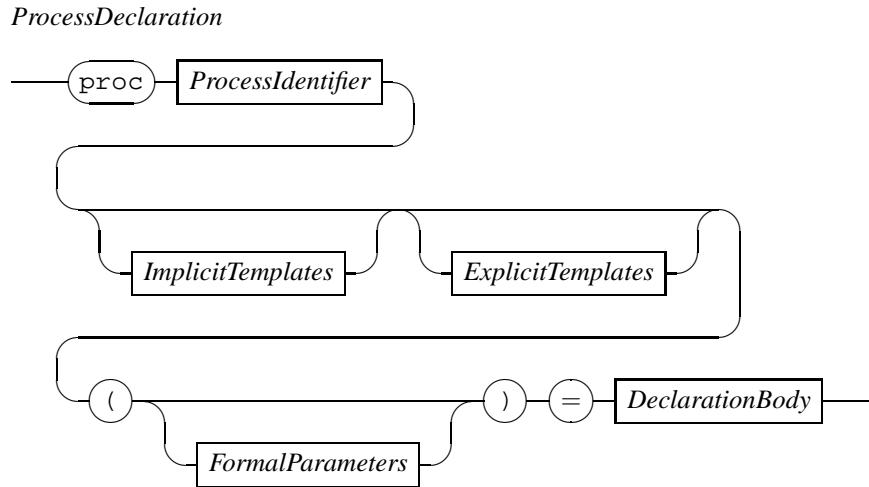 ProcessDeclaration
proc ProcessIdentifier
ImplicitTemplates ExplicitTemplates
( ) = DeclarationBody
FormalParameters